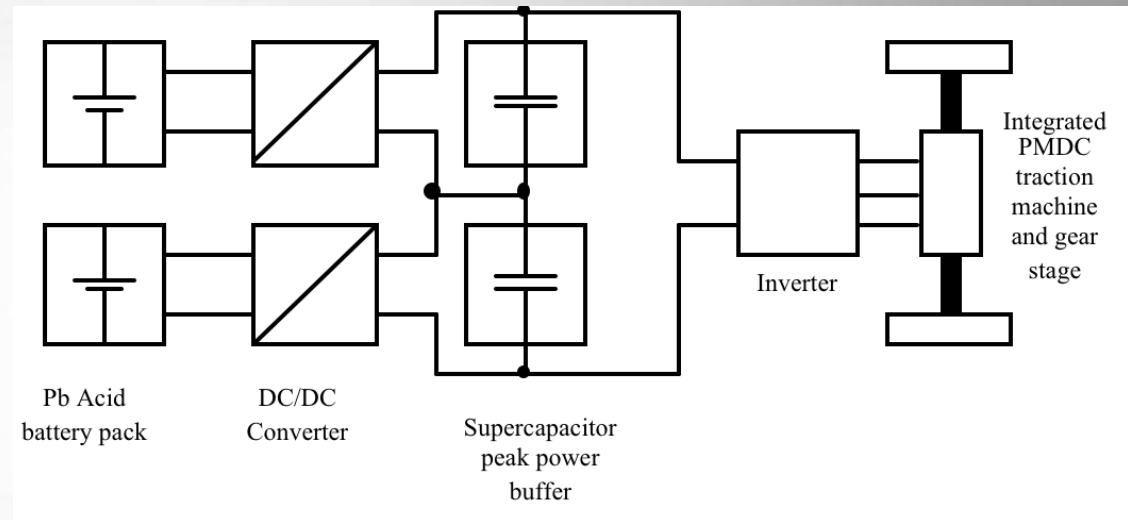 Integrated
PMDC
traction
machine
and gear
stage
Inverter
Pb Acid
battery pack
DC/DC
Converter
Supercapacitor
peak power
buffer